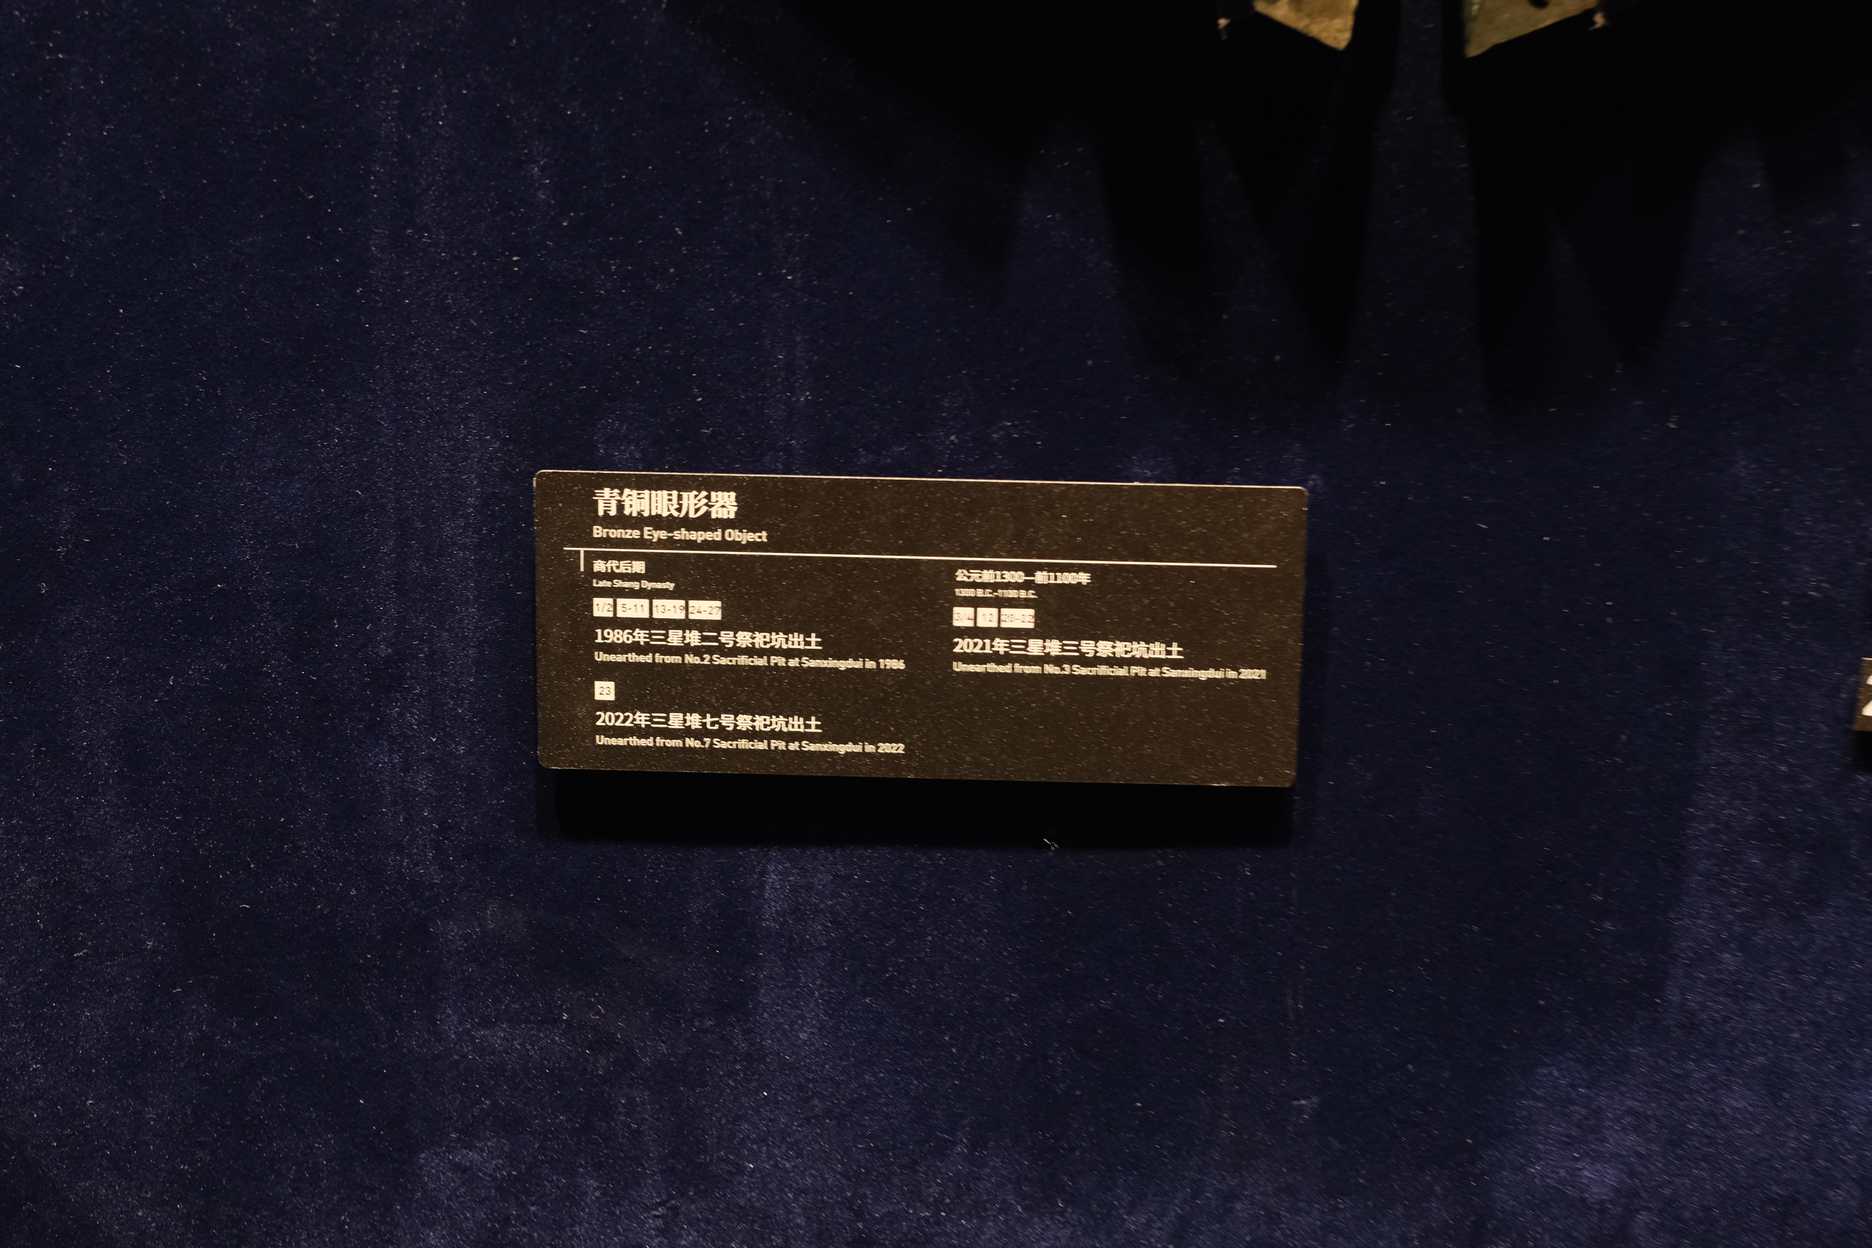 青铜眼形器
Bronze Eye-shaped Object
商代后期
Late Shang Dynasty
公元前1300—前1100年
1300 B.C.-1100 B.C.
1/2 5-11 13-19 24-27
1986年三星堆二号祭祀坑出土
Unearthed from No.2 Sacrificial Pit at Sanxingdui in 1986
3/4 12 20-22
2021年三星堆三号祭祀坑出土
Unearthed from No.3 Sacrificial Pit at Sanxingdui in 2021
23
2022年三星堆七号祭祀坑出土
Unearthed from No.7 Sacrificial Pit at Sanxingdui in 2022